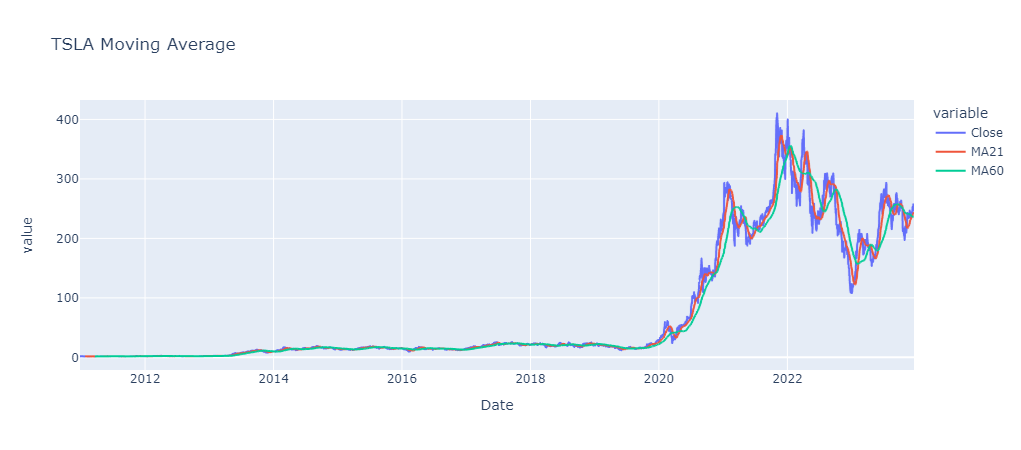 TSLA Moving Average
variable
Close
MA21
MA60
value
400
300
200
100
0
2012 2014 2016 2018 2020 2022
Date